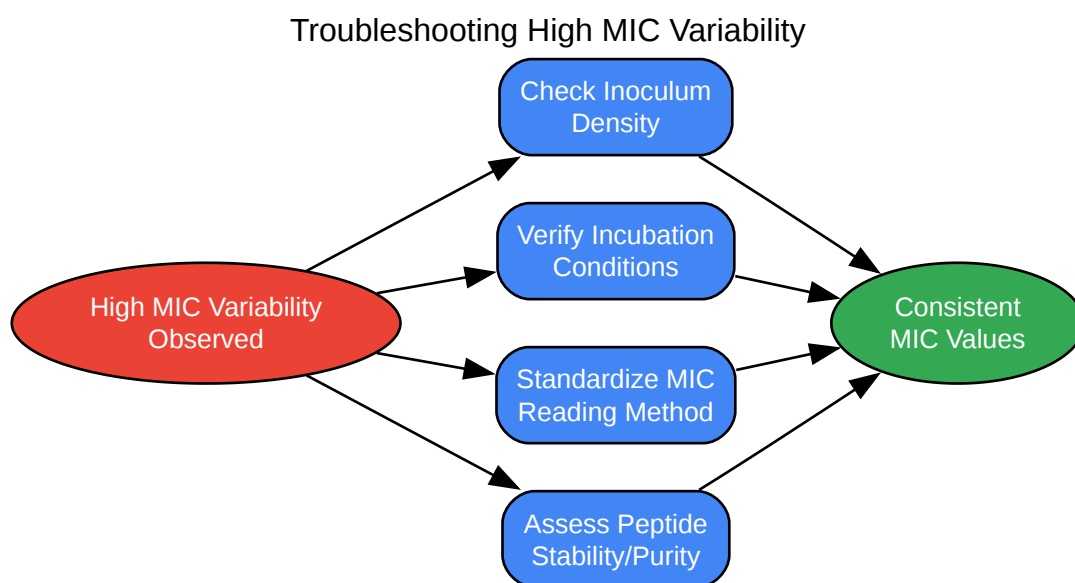 Troubleshooting High MIC Variability
Check Inoculum
Density
Verify Incubation
Conditions
High MIC Variability
Observed
Consistent
MIC Values
Standardize MIC
Reading Method
Assess Peptide
Stability/Purity